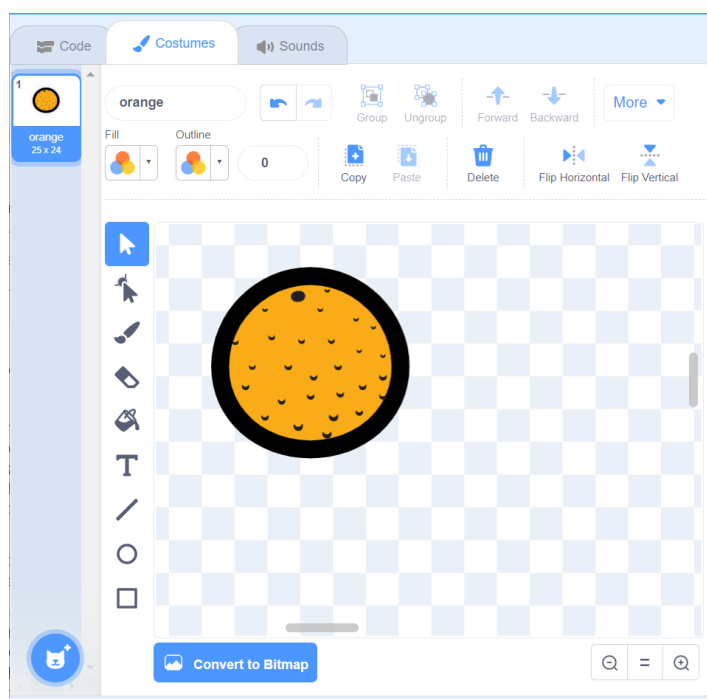 Code
Costumes
Sounds
1
orange
25 x 24
orange
Group
Ungroup
Forward
Backward
More
Fill
Outline
0
Copy
Paste
Delete
Flip Horizontal
Flip Vertical
T
Convert to Bitmap
=